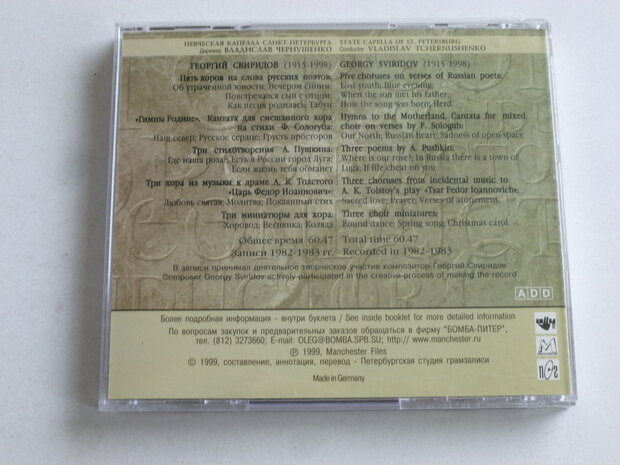 ПЕВЧЕСКАЯ КАПЕЛЛА САНКТ-ПЕТЕРБУРГА
Дирижер ВЛАДИСЛАВ ЧЕРНУШЕНКО
STATE CAPELLA OF ST. PETERSBURG
Conductor VLADISLAV TCHERNUSHENKO
ГЕОРГИЙ СВИРИДОВ (1915-1998)
Пять хоров на слова русских поэтов:
Об утраченной юности; Вечером синим;
Повстречался сын с отцом;
Как песня родилась; Табун
«Гимны Родине». Кантата для смешанного хора
на стихи Ф. Сологуба:
Наш север; Русское сердце; Грусть просторов
Три стихотворения А. Пушкина:
Где наша роза?; Есть в России город Луга;
Если жизнь тебя обманет
Три хора из музыки к драме А. К. Толстого
«Царь Федор Иоаннович»:
Любовь святая; Молитва; Покаянный стих
Три миниатюры для хора:
Хоровод; Веснянка; Коляда
Общее время 60.47
Записи 1982-1983 гг.
GEORGY SVIRIDOV (1915-1998)
Five choruses on verses of Russian poets:
Lost youth; Blue evening;
When the son met his father;
How the song was born; Herd
Hymns to the Motherland. Cantata for mixed
choir on verses by F. Sologub:
Our North; Russian heart; Sadness of open space
Three poems by A. Pushkin:
Where is our rose?; In Russia there is a town of
Luga; If life cheat on you
Three choruses from incidental music to
A. K. Tolstoy's play «Tsar Fedor Ioannovich»:
Sacred love; Prayer; Verses of atonement
Three choir miniatures:
Round dance; Spring song; Christmas carol
Total time 60.47
Recorded in 1982-1983
В записи принимал деятельное творческое участие композитор Георгий Свиридов
Composer Georgy Sviridov actively participated in the creative process of making the record
ADD
Более подробная информация - внутри буклета / See inside booklet for more detailed information
По вопросам закупок и предварительных заказов обращаться в фирму "БОМБА-ПИТЕР",
тел. (812) 3273660; E-mail: OLEG@BOMBA.SPB.SU; http://www.manchester.ru
℗ 1999, Manchester Files
© 1999, составление, аннотация, перевод - Петербургская студия грамзаписи
Made in Germany
MANCHESTER